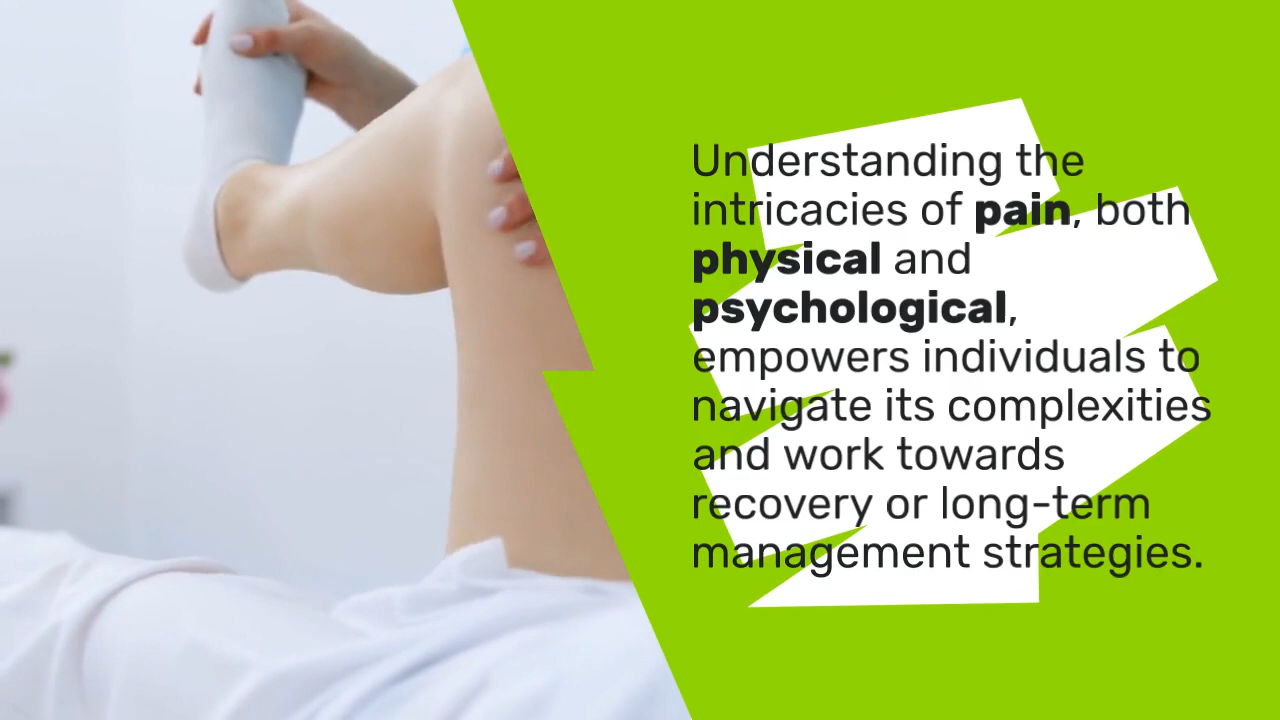 Understanding the
intricacies of pain, both
physical and
psychological,
empowers individuals to
navigate its complexities
and work towards
recovery or long-term
management strategies.